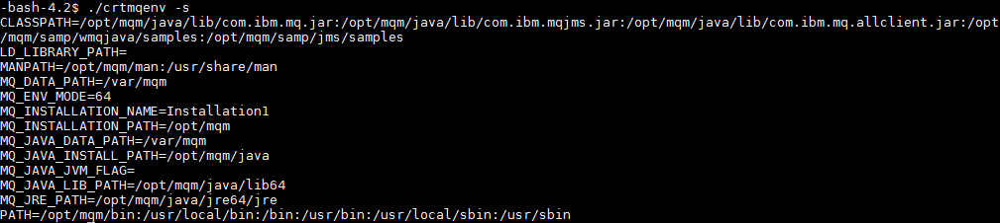 -bash-4.2$ ./crtmqenv -s
CLASSPATH=/opt/mqm/java/lib/com.ibm.mq.jar:/opt/mqm/java/lib/com.ibm.mqjms.jar:/opt/mqm/java/lib/com.ibm.mq.allclient.jar:/opt
/mqm/samp/wmqjava/samples:/opt/mqm/samp/jms/samples
LD_LIBRARY_PATH=
MANPATH=/opt/mqm/man:/usr/share/man
MQ_DATA_PATH=/var/mqm
MQ_ENV_MODE=64
MQ_INSTALLATION_NAME=Installation1
MQ_INSTALLATION_PATH=/opt/mqm
MQ_JAVA_DATA_PATH=/var/mqm
MQ_JAVA_INSTALL_PATH=/opt/mqm/java
MQ_JAVA_JVM_FLAG=
MQ_JAVA_LIB_PATH=/opt/mqm/java/lib64
MQ_JRE_PATH=/opt/mqm/java/jre64/jre
PATH=/opt/mqm/bin:/usr/local/bin:/bin:/usr/bin:/usr/local/sbin:/usr/sbin